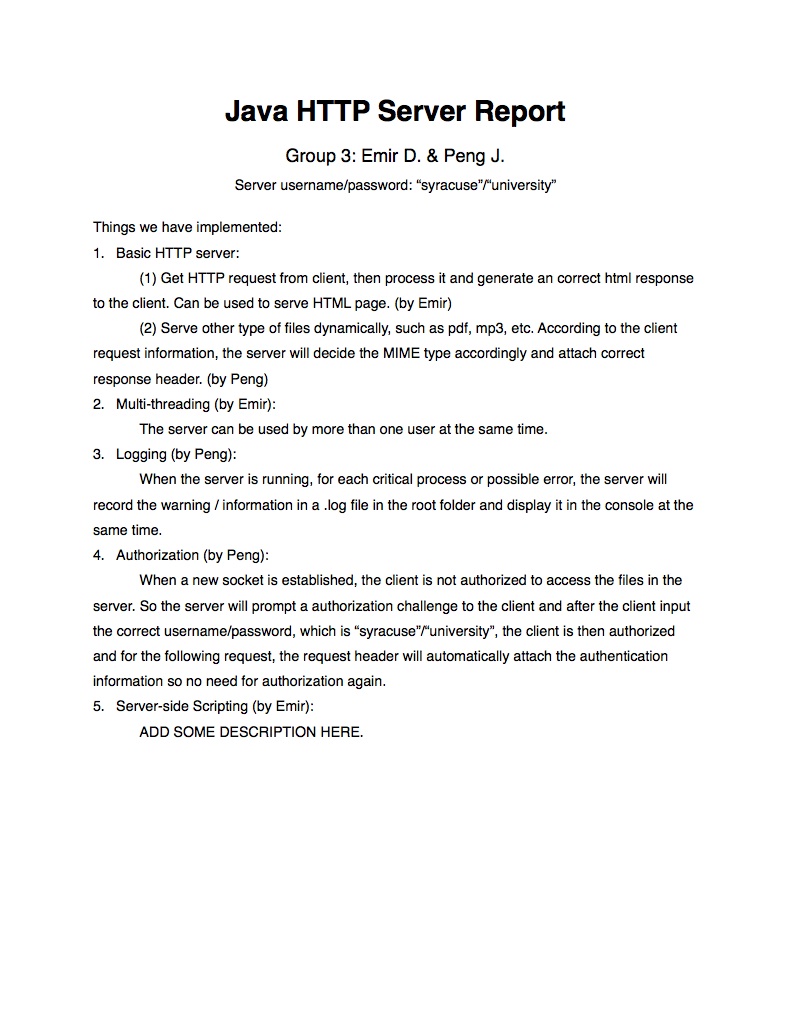 Java HTTP Server Report
Group 3: Emir D. & Peng J.
Server username/password: “syracuse”/“university”
Things we have implemented:
1. Basic HTTP server:
(1) Get HTTP request from client, then process it and generate an correct html response
to the client. Can be used to serve HTML page. (by Emir)
(2) Serve other type of files dynamically, such as pdf, mp3, etc. According to the client
request information, the server will decide the MIME type accordingly and attach correct
response header. (by Peng)
2. Multi-threading (by Emir):
The server can be used by more than one user at the same time.
3. Logging (by Peng):
When the server is running, for each critical process or possible error, the server will
record the warning / information in a .log file in the root folder and display it in the console at the
same time.
4. Authorization (by Peng):
When a new socket is established, the client is not authorized to access the files in the
server. So the server will prompt a authorization challenge to the client and after the client input
the correct username/password, which is “syracuse”/“university”, the client is then authorized
and for the following request, the request header will automatically attach the authentication
information so no need for authorization again.
5. Server-side Scripting (by Emir):
ADD SOME DESCRIPTION HERE.